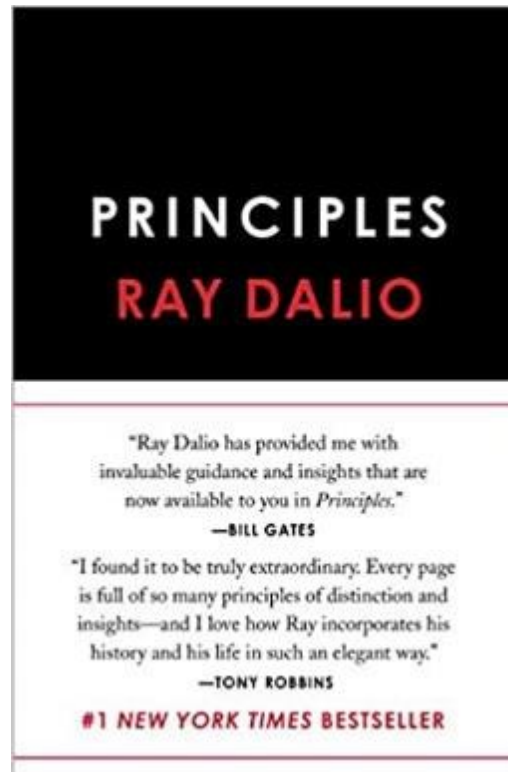 PRINCIPLES
RAY DALIO
“Ray Dalio has provided me with
invaluable guidance and insights that are
now available to you in Principles.”
—BILL GATES
“I found it to be truly extraordinary. Every page
is full of so many principles of distinction and
insights—and I love how Ray incorporates his
history and his life in such an elegant way.”
—TONY ROBBINS
#1 NEW YORK TIMES BESTSELLER